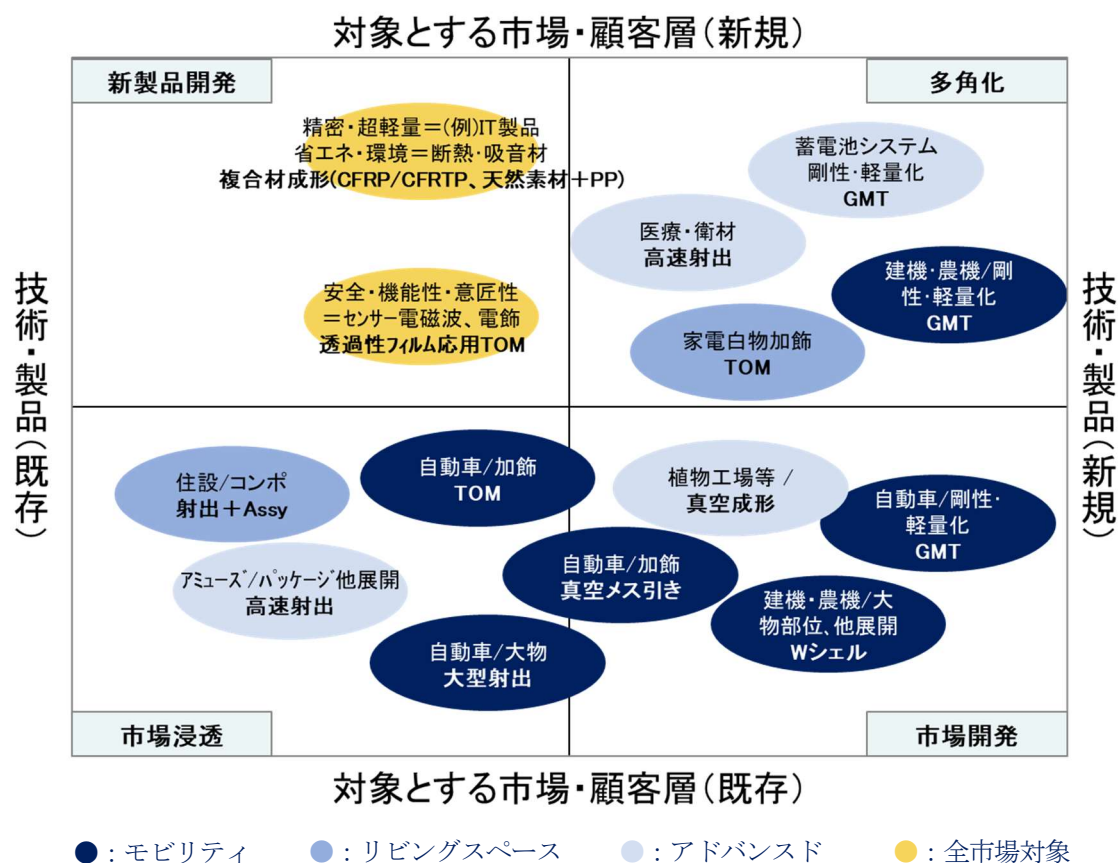 対象とする市場・顧客層(新規)
新製品開発
多角化
精密・超軽量=(例)IT製品
省エネ・環境=断熱・吸音材
複合材成形(CFRP/CFRTP、天然素材+PP)
蓄電池システム
剛性・軽量化
GMT
医療・衛材
高速射出
建機・農機/剛
性・軽量化
GMT
安全・機能性・意匠性
=センサー電磁波、電飾
透過性フィルム応用TOM
家電白物加飾
TOM
技術・製品(既存)
技術・製品(新規)
住設/コンポ
射出+Assy
自動車/加飾
TOM
植物工場等 /
真空成形
自動車/剛性・
軽量化
GMT
アミューズ/パッケージ他展開
高速射出
自動車/加飾
真空メス引き
建機・農機/大
物部位、他展開
Wシェル
自動車/大物
大型射出
市場浸透
市場開発
対象とする市場・顧客層(既存)
●:モビリティ ●:リビングスペース ●:アドバンスド ●:全市場対象